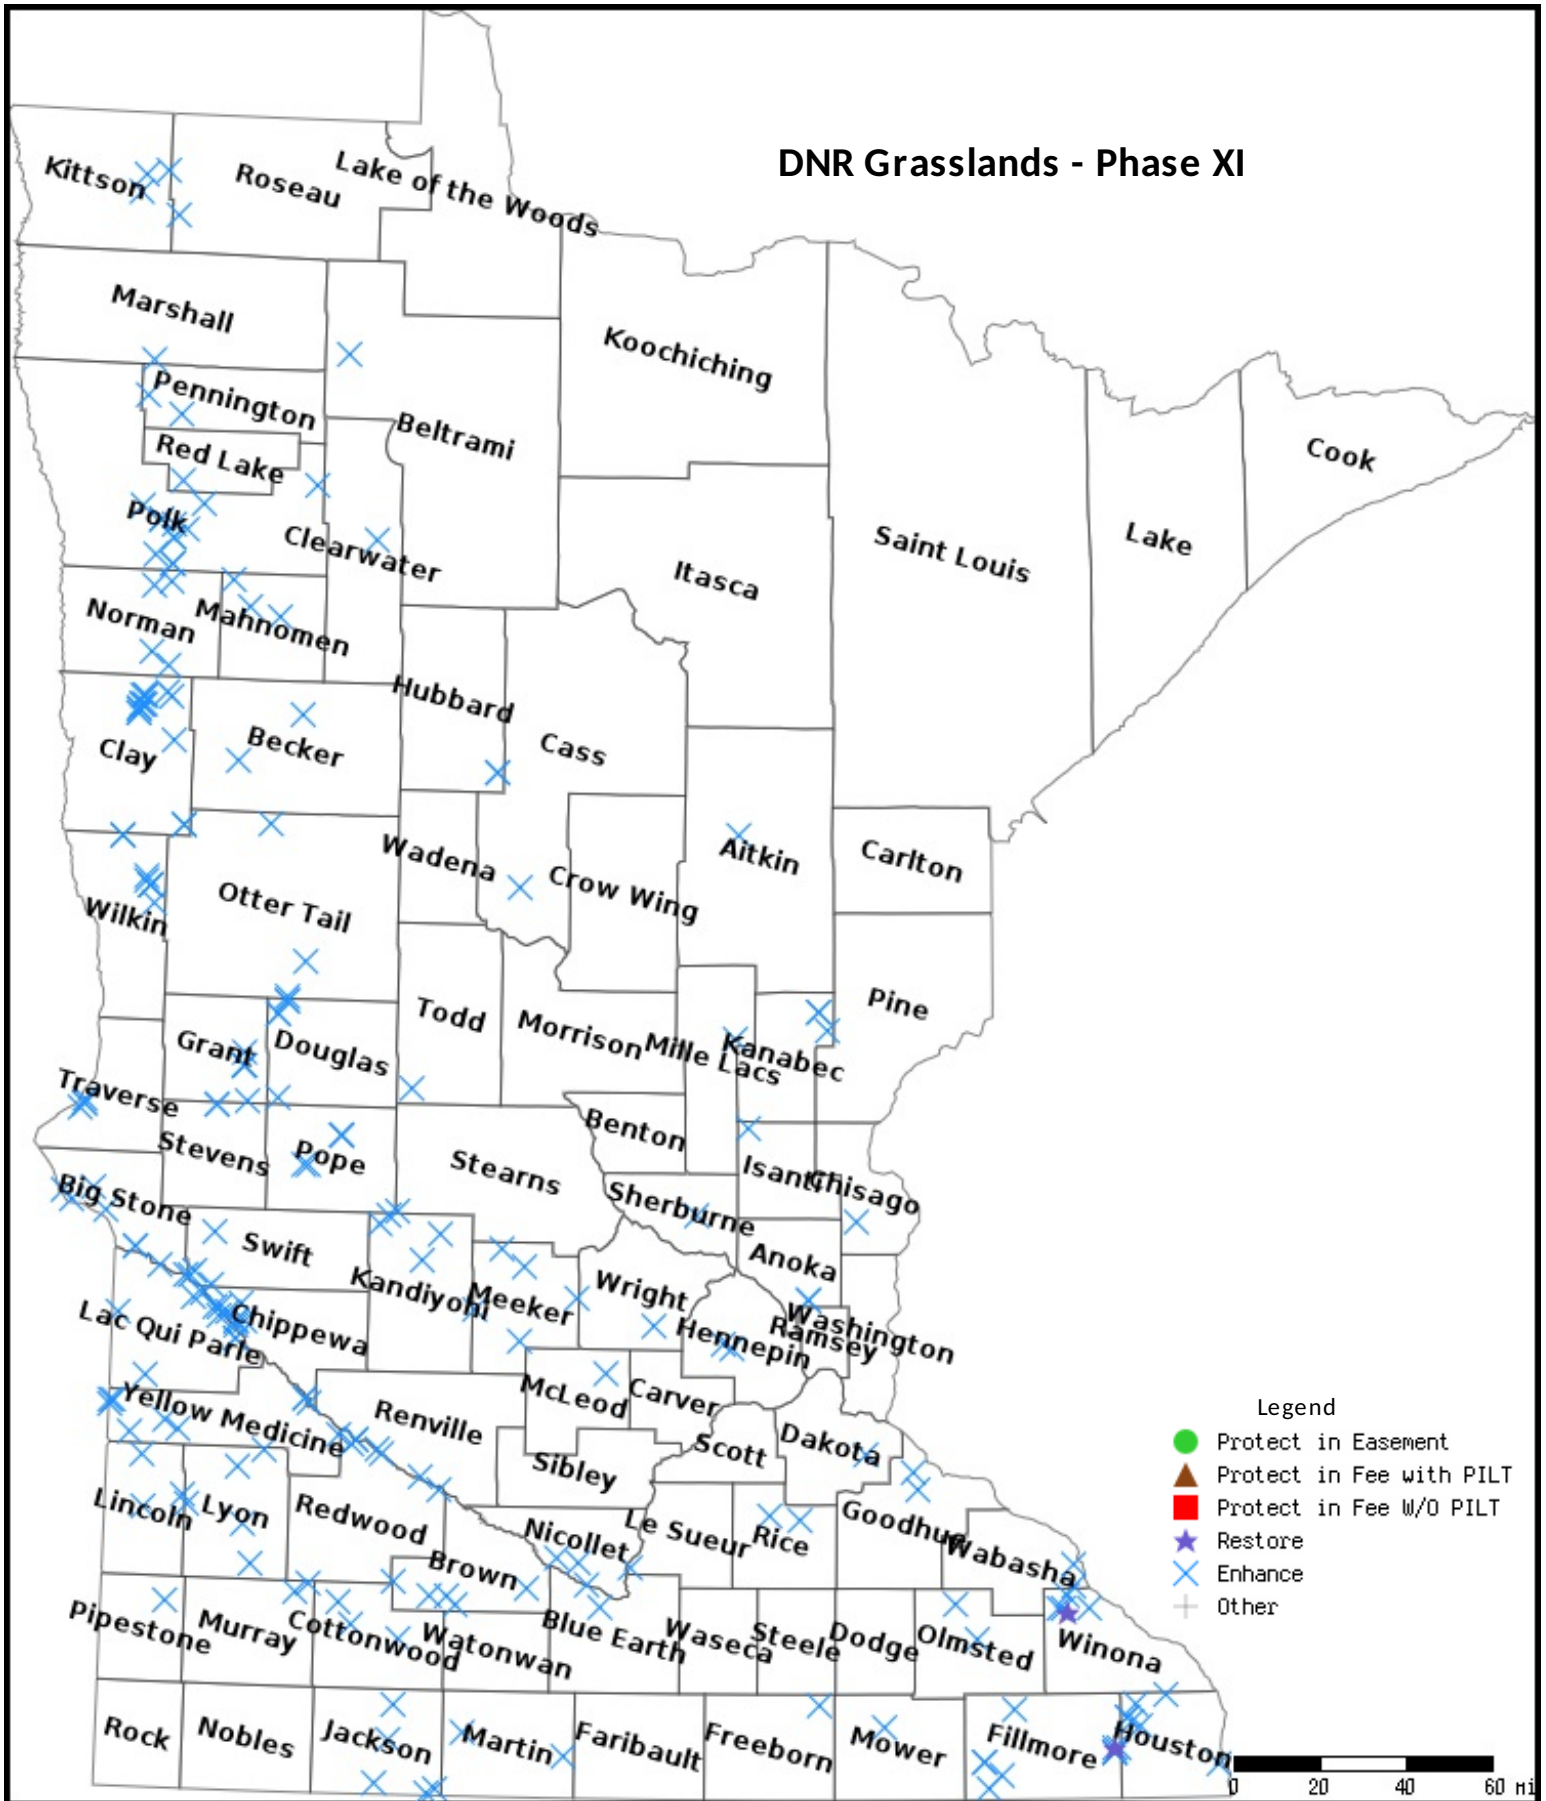 DNR Grasslands - Phase XI
Kittson
Roseau
Lake of the Woods
Marshall
Koochiching
Pennington
Beltrami
Red Lake
Cook
Polk
Clearwater
Saint Louis
Lake
Itasca
Norman
Mahnomen
Hubbard
Cass
Clay
Becker
Wadena
Crow Wing
Aitkin
Carlton
Otter Tail
Wilkin
Pine
Todd
Morrison
Mille Lacs
Kanabec
Grant
Douglas
Traverse
Benton
Stevens
Pope
Stearns
Isanti
Chisago
Big Stone
Sherburne
Swift
Anoka
Kandiyohi
Meeker
Wright
Lac Qui Parle
Chippewa
Hennepin
Ramsey
Washington
McLeod
Carver
Yellow Medicine
Renville
Scott
Dakota
Sibley
Lincoln
Lyon
Redwood
Nicollet
Le Sueur
Rice
Goodhue
Wabasha
Brown
Pipestone
Murray
Cottonwood
Watonwan
Blue Earth
Waseca
Steele
Dodge
Olmsted
Winona
Rock
Nobles
Jackson
Martin
Faribault
Freeborn
Mower
Fillmore
Houston
Legend
Protect in Easement
Protect in Fee with PILT
Protect in Fee W/O PILT
Restore
Enhance
Other
0 20 40 60 mi